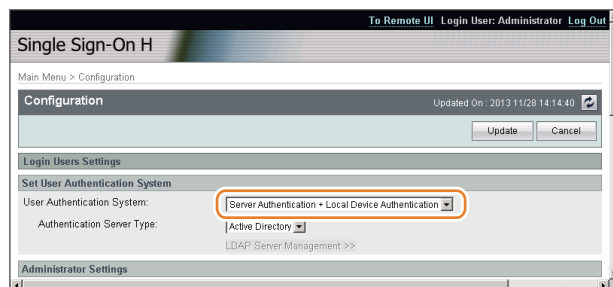 To Remote UI Login User: Administrator Log Out
Single Sign-On H
Main Menu > Configuration
Configuration
Updated On : 2013 11/28 14:14:40
Update Cancel
Login Users Settings
Set User Authentication System
User Authentication System: Server Authentication + Local Device Authentication
Authentication Server Type: Active Directory
LDAP Server Management >>
Administrator Settings